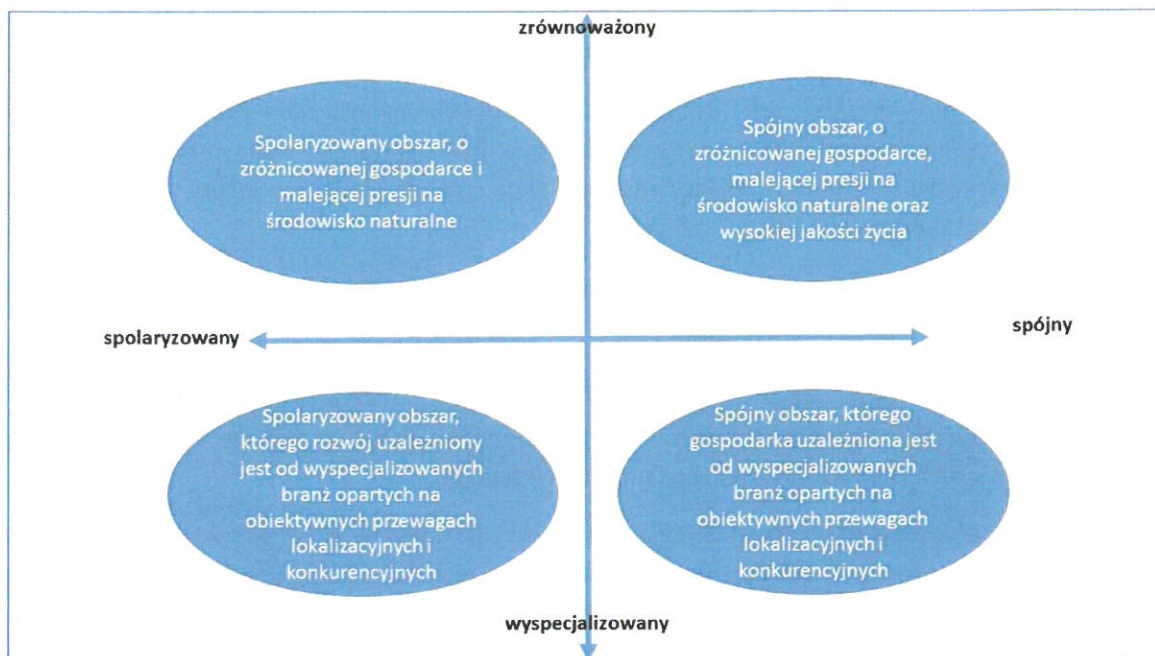 zrównoważony
Spolaryzowany obszar, o
zróżnicowanej gospodarce i
malejącej presji na
środowisko naturalne
Spójny obszar, o
zróżnicowanej gospodarce,
malejącej presji na
środowisko naturalne oraz
wysokiej jakości życia
spolaryzowany
spójny
Spolaryzowany obszar,
którego rozwój uzależniony
jest od wyspecjalizowanych
branż opartych na
obiektywnych przewagach
lokalizacyjnych i
konkurencyjnych
Spójny obszar, którego
gospodarka uzależniona jest
od wyspecjalizowanych
branż opartych na
obiektywnych przewagach
lokalizacyjnych i
konkurencyjnych
wyspecjalizowany